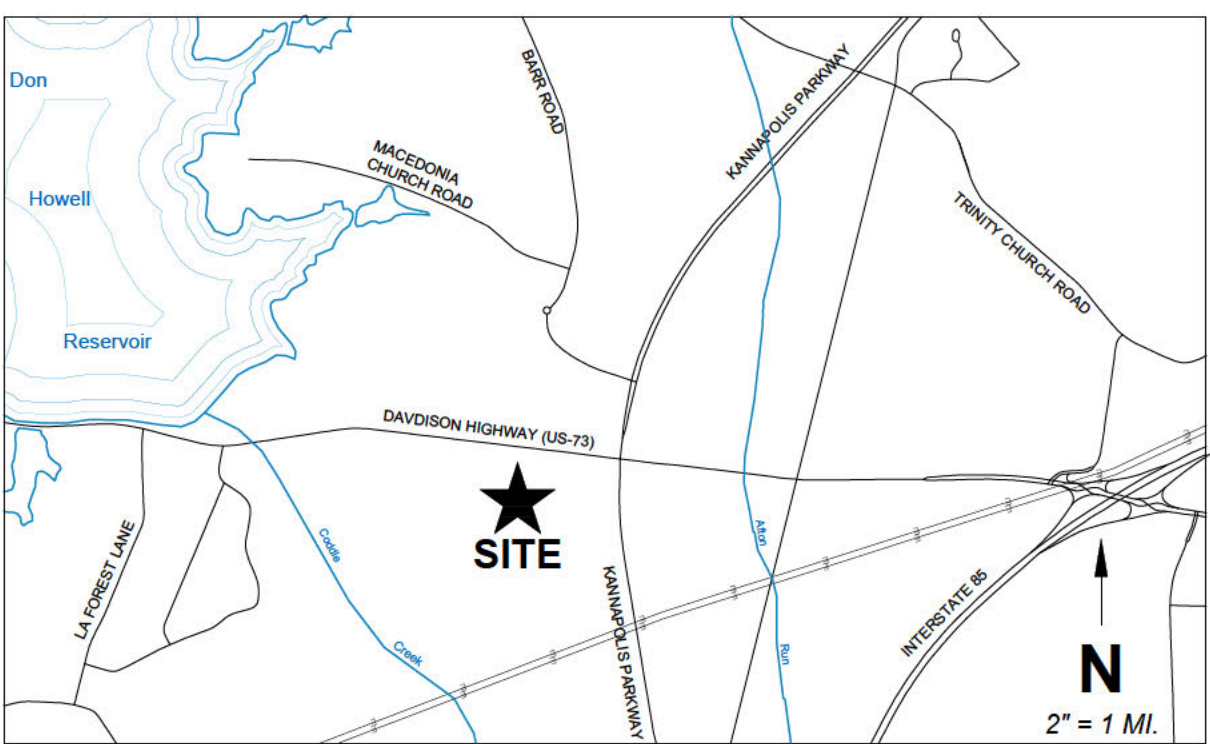 Don
Howell
Reservoir
BARR ROAD
MACEDONIA
CHURCH ROAD
KANNAPOLIS PARKWAY
TRINITY CHURCH ROAD
DAVDISON HIGHWAY (US-73)
SITE
LA FOREST LANE
Coddle
Creek
KANNAPOLIS PARKWAY
Afton
Run
INTERSTATE 85
N
2" = 1 MI.